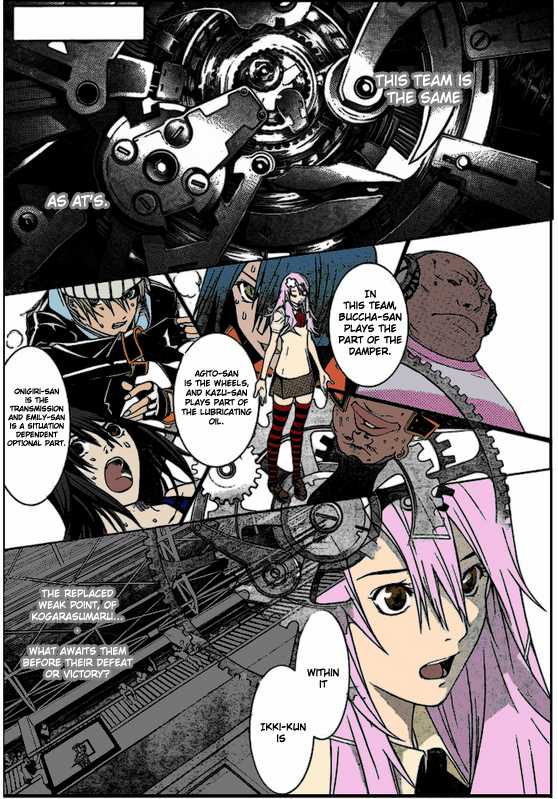 THIS TEAM IS
THE SAME
AS AT'S.
IN
THIS TEAM,
BUCCHA-SAN
PLAYS THE
PART OF THE
DAMPER.
AGITO-SAN
IS THE WHEELS,
AND KAZU-SAN
PLAYS PART OF
THE LUBRICATING
OIL.
ONIGIRI-SAN
IS THE
TRANSMISSION
AND EMILY-SAN
IS A SITUATION
DEPENDENT
OPTIONAL PART.
THE REPLACED
WEAK POINT, OF
KOGARASUMARU...
WHAT AWAITS THEM
BEFORE THEIR DEFEAT
OR VICTORY?
WITHIN
IT
IKKI-KUN
IS